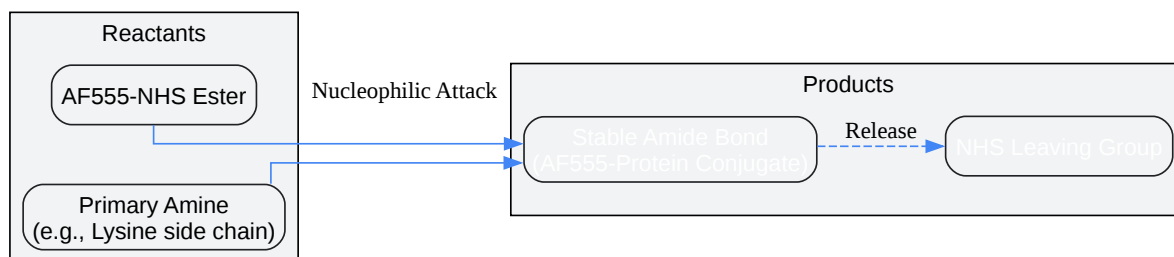 Reactants
AF555-NHS Ester
Primary Amine
(e.g., Lysine side chain)
Nucleophilic Attack
Products
Stable Amide Bond
(AF555-Protein Conjugate)
Release
NHS Leaving Group